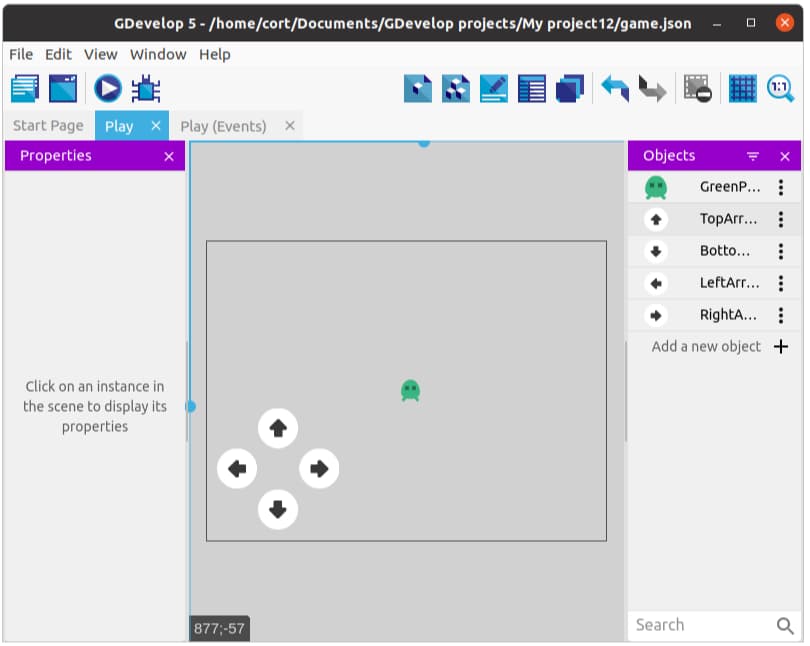 GDevelop 5 - /home/cort/Documents/GDevelop projects/My project12/game.json
File Edit View Window Help
1:1
Start Page Play Play (Events)
Properties
Objects
GreenP...
TopArr...
Botto...
LeftArr...
RightA...
Add a new object
Click on an instance in
the scene to display its
properties
877;-57
Search